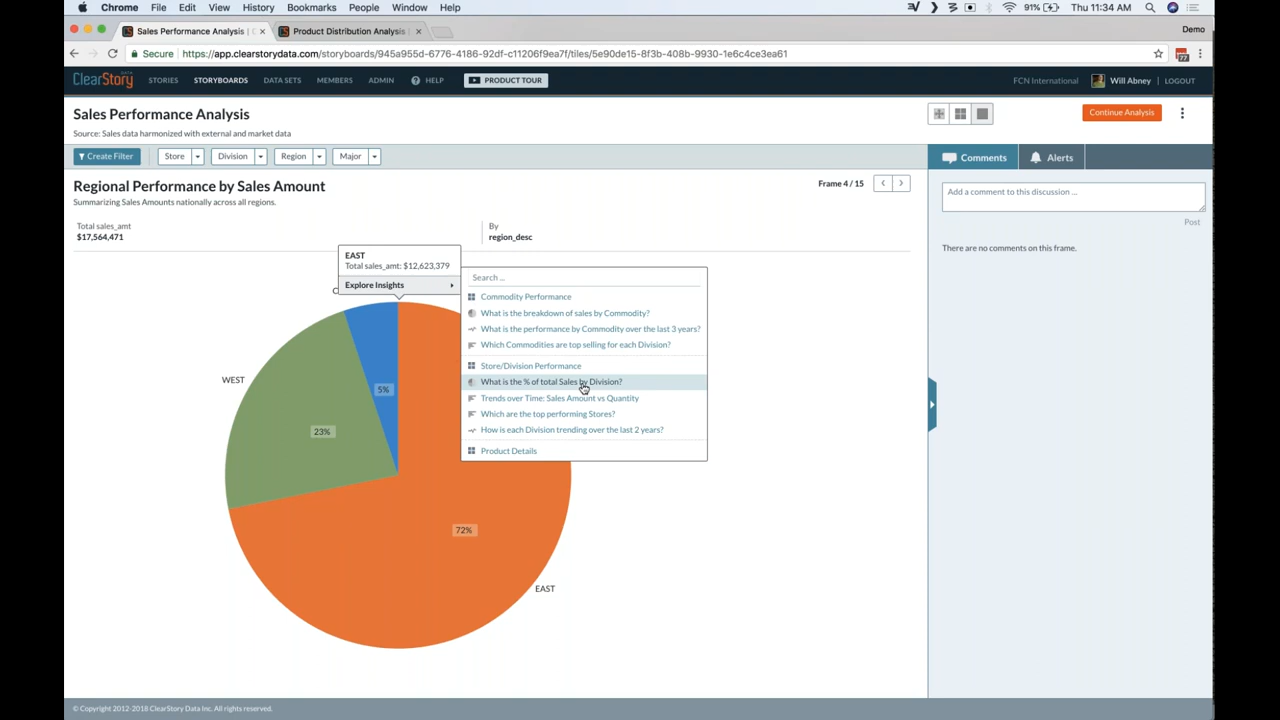 Chrome File Edit View History Bookmarks People Window Help
91% Thu 11:34 AM
Sales Performance Analysis
Product Distribution Analysis
Demo
Secure https://app.clearstorydata.com/storyboards/945a955d-6776-4186-92df-c11206f9ea7f/tiles/5e90de15-8f3b-408b-9930-1e6c4ce3ea61
ClearStory DATA STORIES STORYBOARDS DATA SETS MEMBERS ADMIN HELP PRODUCT TOUR FCN International Will Abney LOGOUT
Sales Performance Analysis
Continue Analysis
Source: Sales data harmonized with external and market data
Create Filter Store Division Region Major
Comments Alerts
Regional Performance by Sales Amount
Frame 4 / 15
Summarizing Sales Amounts nationally across all regions.
Add a comment to this discussion ...
Post
Total sales_amt
$17,564,471
By
region_desc
There are no comments on this frame.
EAST
Total sales_amt: $12,623,379
Explore Insights
Search ...
Commodity Performance
What is the breakdown of sales by Commodity?
What is the performance by Commodity over the last 3 years?
Which Commodities are top selling for each Division?
Store/Division Performance
What is the % of total Sales by Division?
Trends over Time: Sales Amount vs Quantity
Which are the top performing Stores?
How is each Division trending over the last 2 years?
Product Details
WEST
5%
23%
72%
EAST
© Copyright 2012-2018 ClearStory Data Inc. All rights reserved.